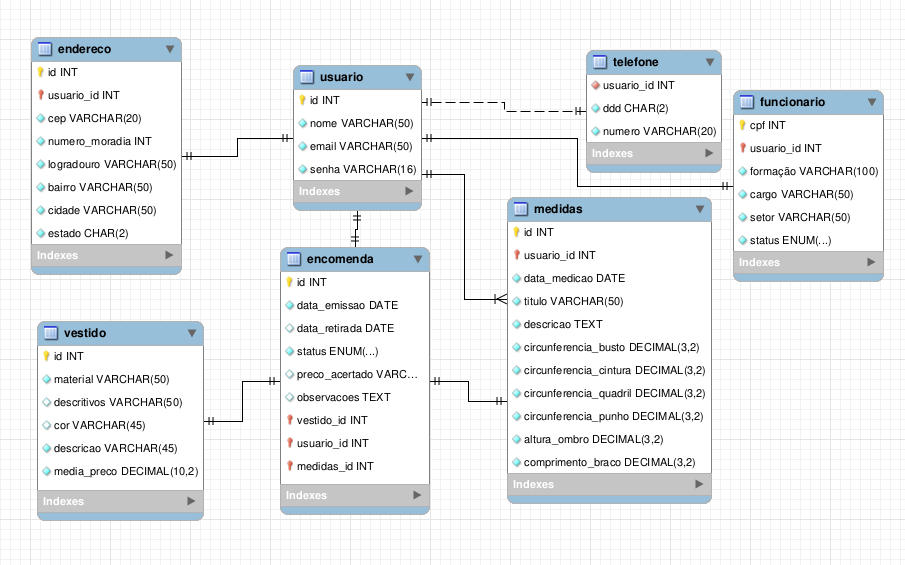 endereco
id INT
usuario_id INT
cep VARCHAR(20)
numero_moradia INT
logradouro VARCHAR(50)
bairro VARCHAR(50)
cidade VARCHAR(50)
estado CHAR(2)
Indexes
usuario
id INT
nome VARCHAR(50)
email VARCHAR(50)
senha VARCHAR(16)
Indexes
telefone
usuario_id INT
ddd CHAR(2)
numero VARCHAR(20)
Indexes
funcionario
cpf INT
usuario_id INT
formação VARCHAR(100)
cargo VARCHAR(50)
setor VARCHAR(50)
status ENUM(...)
Indexes
medidas
id INT
usuario_id INT
data_medicao DATE
titulo VARCHAR(50)
descricao TEXT
circunferencia_busto DECIMAL(3,2)
circunferencia_cintura DECIMAL(3,2)
circunferencia_quadril DECIMAL(3,2)
circunferencia_punho DECIMAL(3,2)
altura_ombro DECIMAL(3,2)
comprimento_braco DECIMAL(3,2)
Indexes
encomenda
id INT
data_emissao DATE
data_retirada DATE
status ENUM(...)
preco_acertado VARC...
observacoes TEXT
vestido_id INT
usuario_id INT
medidas_id INT
Indexes
vestido
id INT
material VARCHAR(50)
descritivos VARCHAR(50)
cor VARCHAR(45)
descricao VARCHAR(45)
media_preco DECIMAL(10,2)
Indexes